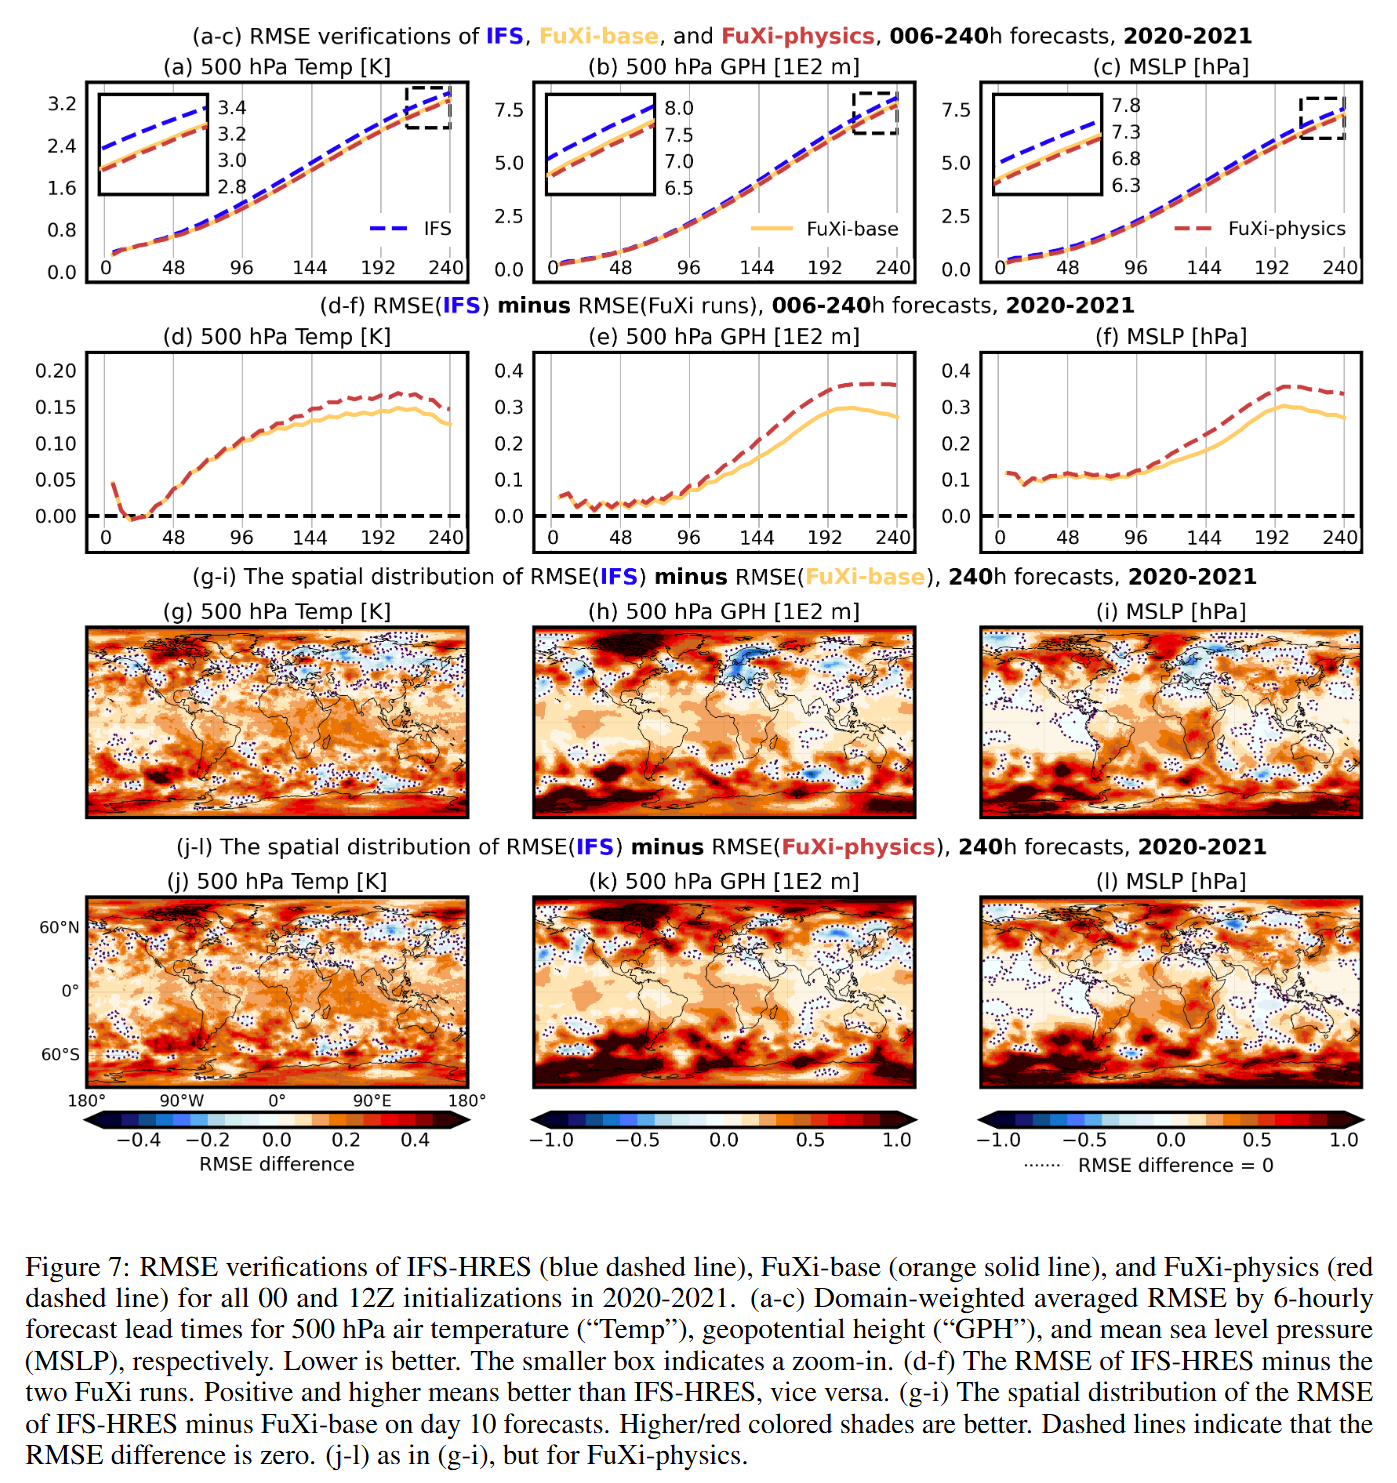 (a-c) RMSE verifications of IFS, FuXi-base, and FuXi-physics, 006-240h forecasts, 2020-2021
(a) 500 hPa Temp [K]
3.2
2.4
1.6
0.8
0.0
3.4
3.2
3.0
2.8
IFS
0 48 96 144 192 240
(b) 500 hPa GPH [1E2 m]
7.5
5.0
2.5
0.0
8.0
7.5
7.0
6.5
FuXi-base
0 48 96 144 192 240
(c) MSLP [hPa]
7.5
5.0
2.5
0.0
7.8
7.3
6.8
6.3
FuXi-physics
0 48 96 144 192 240
(d-f) RMSE(IFS) minus RMSE(FuXi runs), 006-240h forecasts, 2020-2021
(d) 500 hPa Temp [K]
0.20
0.15
0.10
0.05
0.00
0 48 96 144 192 240
(e) 500 hPa GPH [1E2 m]
0.4
0.3
0.2
0.1
0.0
0 48 96 144 192 240
(f) MSLP [hPa]
0.4
0.3
0.2
0.1
0.0
0 48 96 144 192 240
(g-i) The spatial distribution of RMSE(IFS) minus RMSE(FuXi-base), 240h forecasts, 2020-2021
(g) 500 hPa Temp [K]
(h) 500 hPa GPH [1E2 m]
(i) MSLP [hPa]
(j-l) The spatial distribution of RMSE(IFS) minus RMSE(FuXi-physics), 240h forecasts, 2020-2021
(j) 500 hPa Temp [K]
(k) 500 hPa GPH [1E2 m]
(l) MSLP [hPa]
60°N
0°
60°S
180° 90°W 0° 90°E 180°
−0.4 −0.2 0.0 0.2 0.4
RMSE difference
−1.0 −0.5 0.0 0.5 1.0
−1.0 −0.5 0.0 0.5 1.0
RMSE difference = 0
Figure 7: RMSE verifications of IFS-HRES (blue dashed line), FuXi-base (orange solid line), and FuXi-physics (red
dashed line) for all 00 and 12Z initializations in 2020-2021. (a-c) Domain-weighted averaged RMSE by 6-hourly
forecast lead times for 500 hPa air temperature (“Temp”), geopotential height (“GPH”), and mean sea level pressure
(MSLP), respectively. Lower is better. The smaller box indicates a zoom-in. (d-f) The RMSE of IFS-HRES minus the
two FuXi runs. Positive and higher means better than IFS-HRES, vice versa. (g-i) The spatial distribution of the RMSE
of IFS-HRES minus FuXi-base on day 10 forecasts. Higher/red colored shades are better. Dashed lines indicate that the
RMSE difference is zero. (j-l) as in (g-i), but for FuXi-physics.